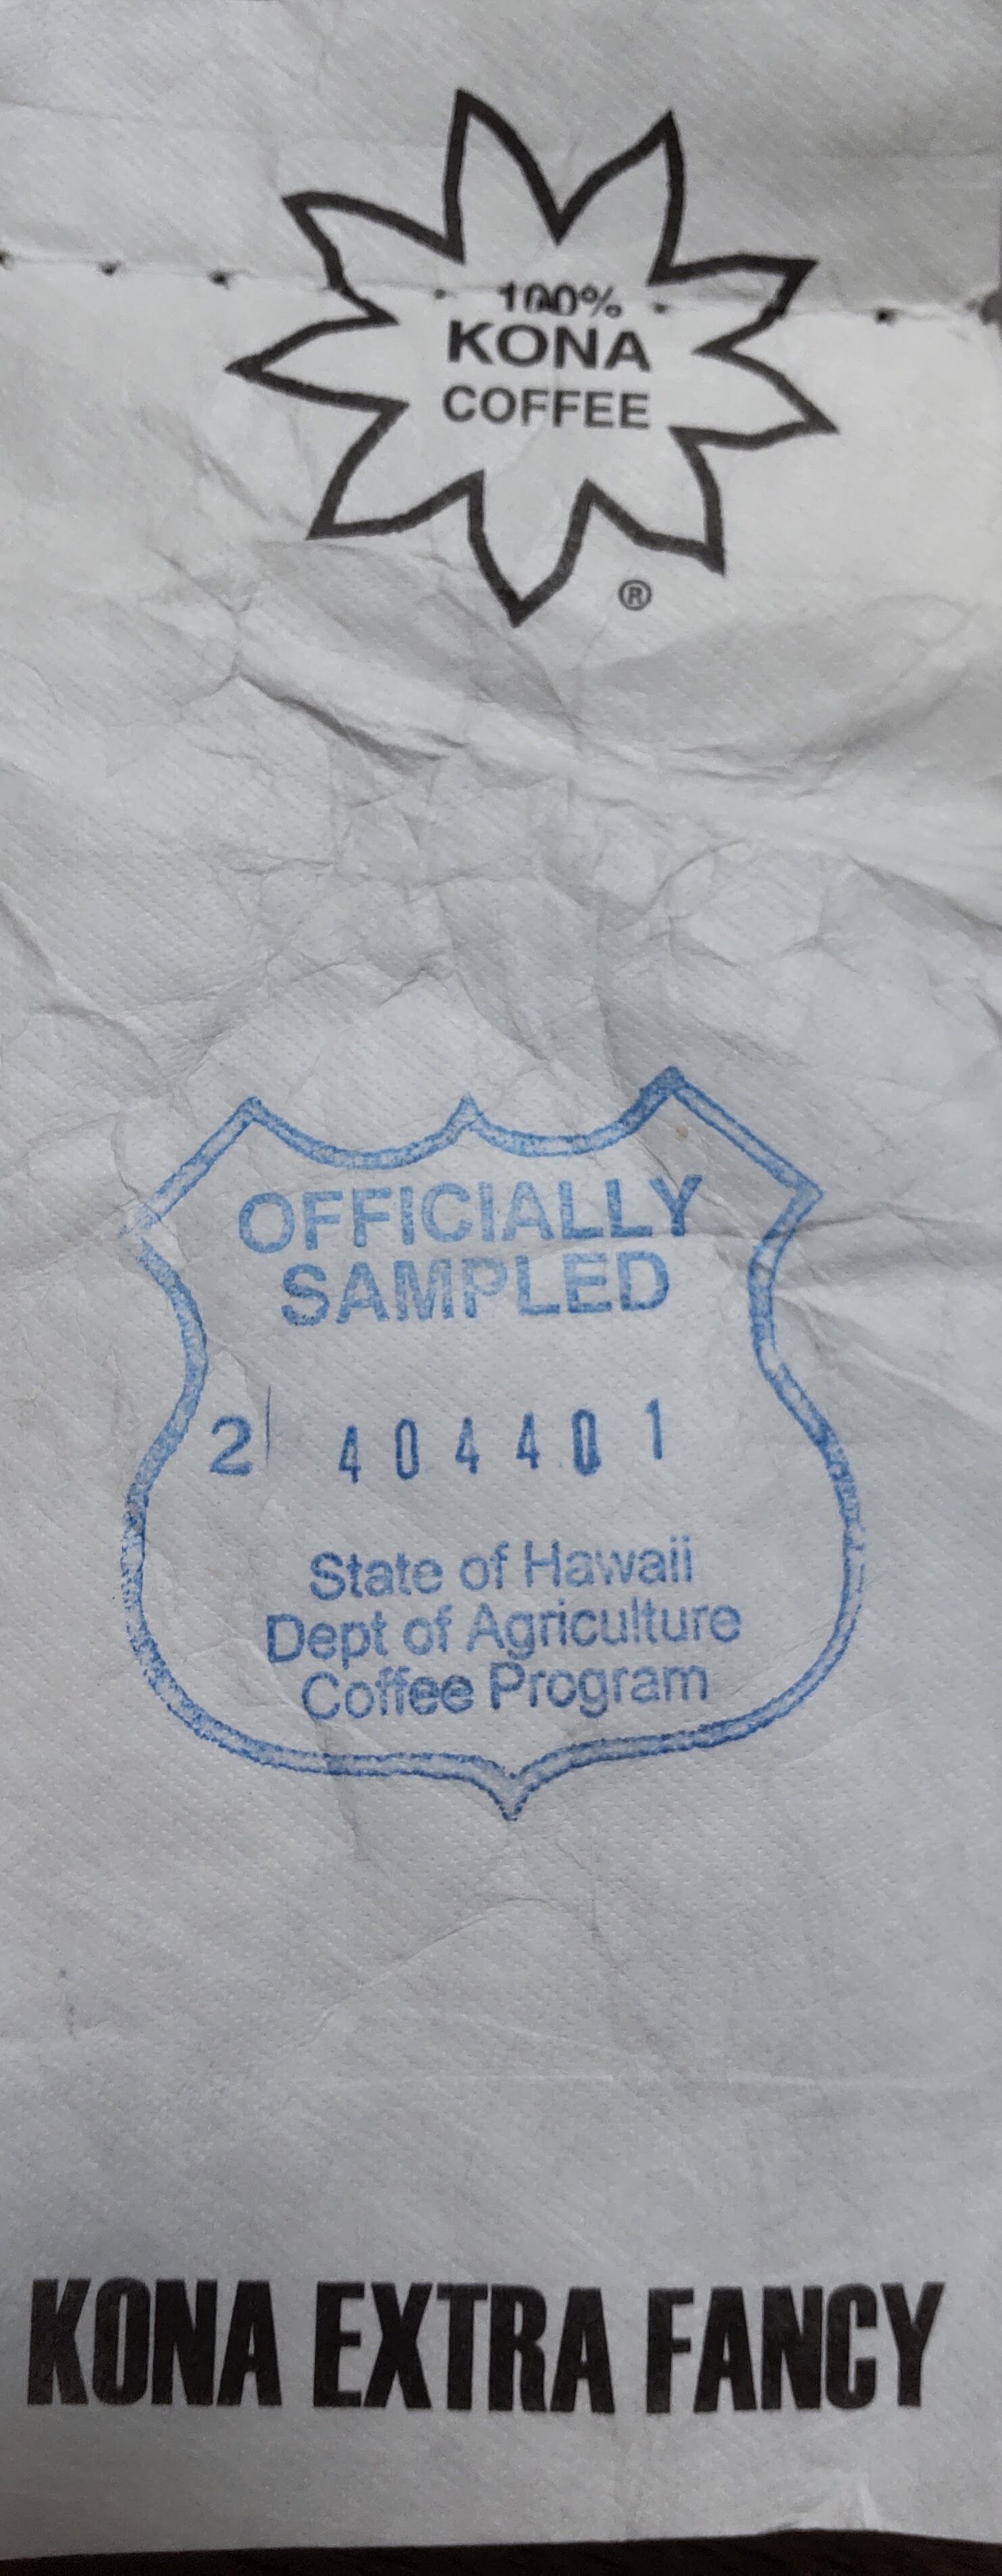 100%
KONA
COFFEE
®
OFFICIALLY
SAMPLED
2 404401
State of Hawaii
Dept of Agriculture
Coffee Program
KONA EXTRA FANCY